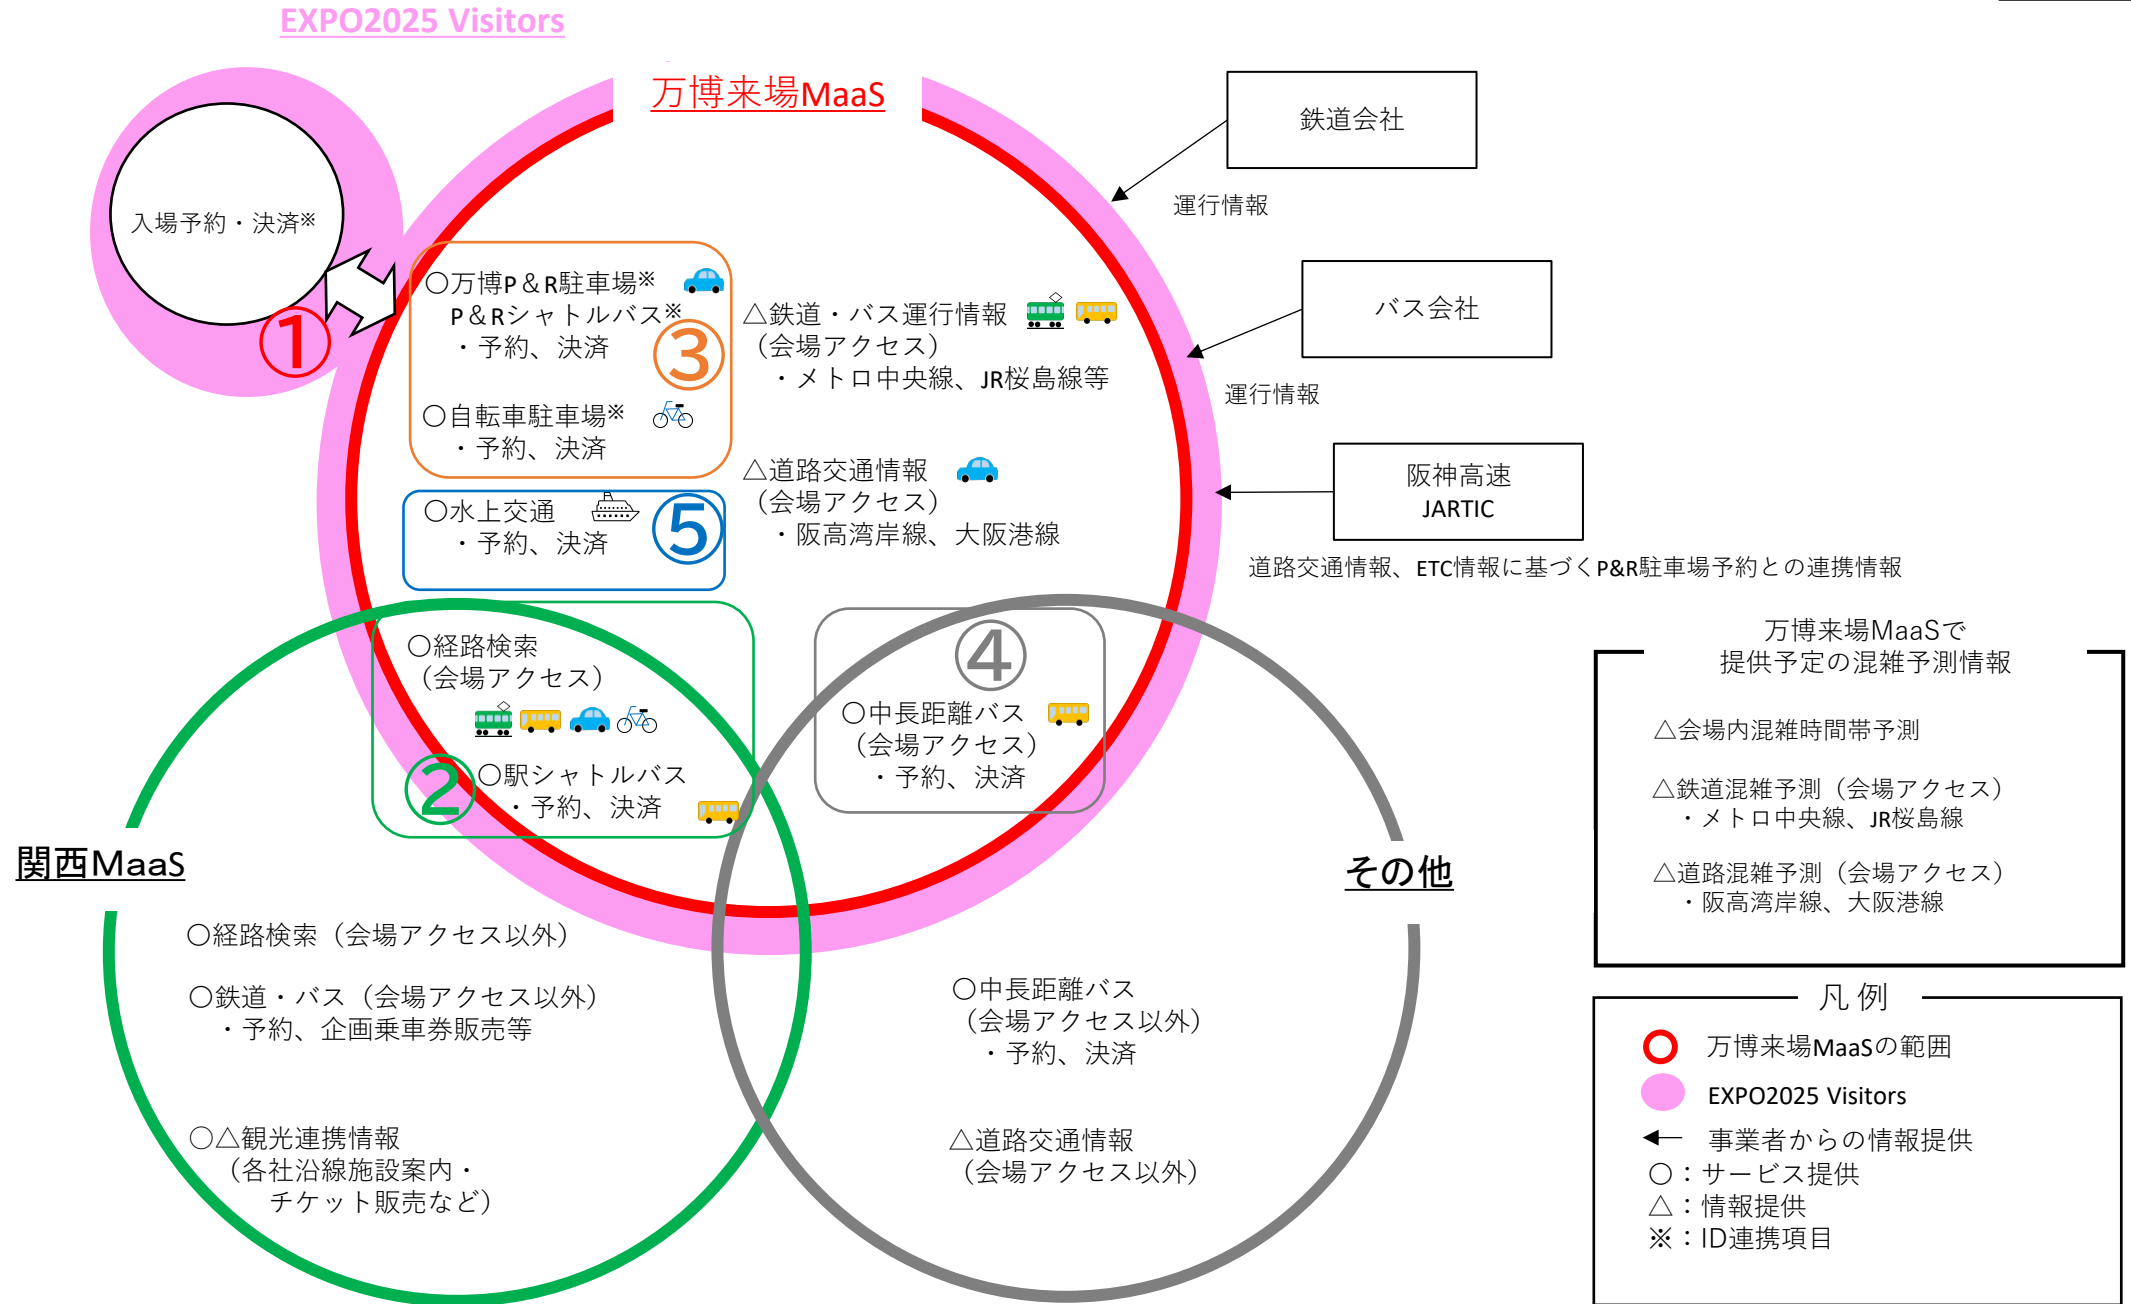 EXPO2025 Visitors
万博来場MaaS
入場予約・決済※
①
〇万博P＆R駐車場※
P＆Rシャトルバス※
・予約、決済
③
〇自転車駐車場※
・予約、決済
△鉄道・バス運行情報
（会場アクセス）
・メトロ中央線、JR桜島線等
△道路交通情報
（会場アクセス）
・阪高湾岸線、大阪港線
〇水上交通
・予約、決済
⑤
〇経路検索
（会場アクセス）
②
〇駅シャトルバス
・予約、決済
④
〇中長距離バス
（会場アクセス）
・予約、決済
鉄道会社
運行情報
バス会社
運行情報
阪神高速
JARTIC
道路交通情報、ETC情報に基づくP&R駐車場予約との連携情報
関西MaaS
〇経路検索（会場アクセス以外）
〇鉄道・バス（会場アクセス以外）
・予約、企画乗車券販売等
〇△観光連携情報
（各社沿線施設案内・
チケット販売など）
その他
〇中長距離バス
（会場アクセス以外）
・予約、決済
△道路交通情報
（会場アクセス以外）
万博来場MaaSで
提供予定の混雑予測情報
△会場内混雑時間帯予測
△鉄道混雑予測（会場アクセス）
・メトロ中央線、JR桜島線
△道路混雑予測（会場アクセス）
・阪高湾岸線、大阪港線
凡例
万博来場MaaSの範囲
EXPO2025 Visitors
事業者からの情報提供
〇：サービス提供
△：情報提供
※：ID連携項目